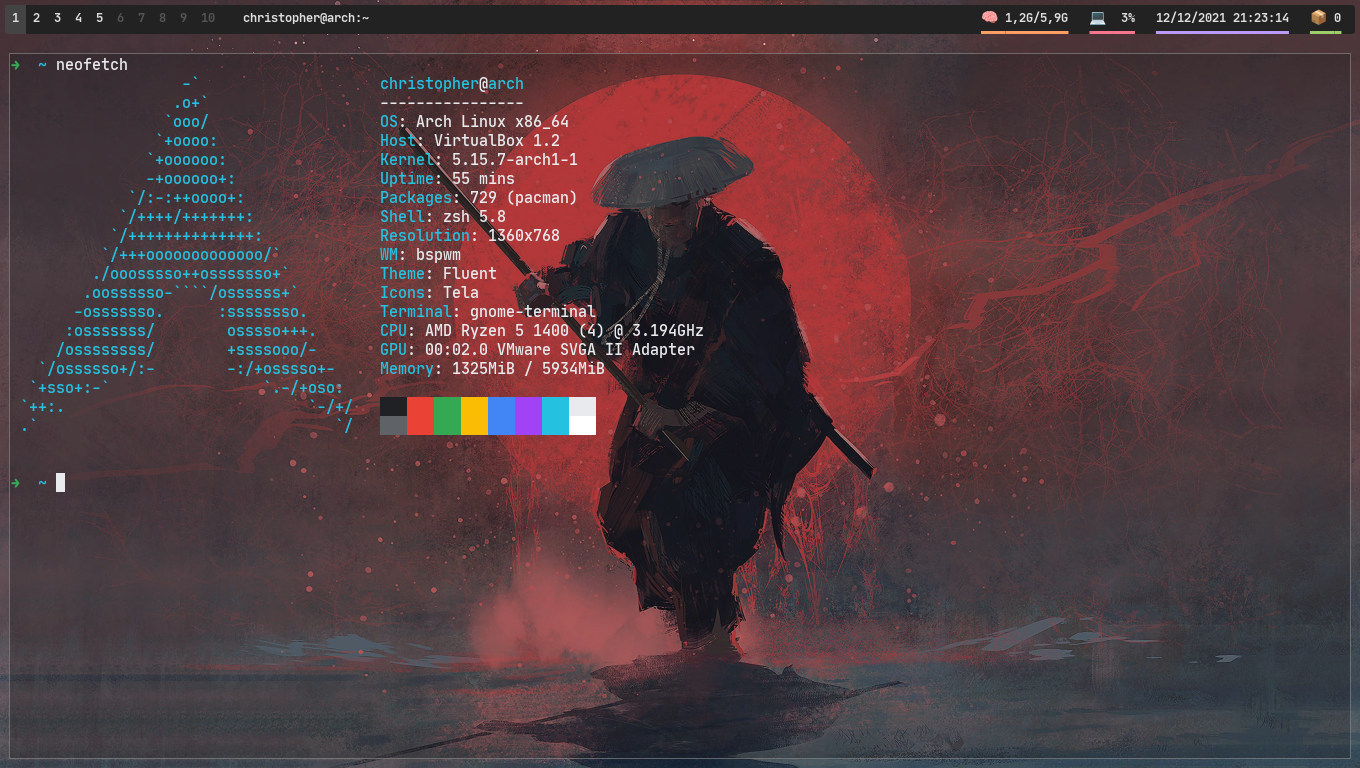 1 2 3 4 5 6 7 8 9 10 christopher@arch:~ 1,2G/5,9G 3% 12/12/2021 21:23:14 0
➜ ~ neofetch
-`
.o+`
`ooo/
`+oooo:
`+oooooo:
-+oooooo+:
`/:-:++oooo+:
`/++++/+++++++:
`/++++++++++++++:
`/+++ooooooooooooo/`
./ooosssso++osssssso+`
.oossssso-````/ossssss+`
-osssssso. :ssssssso.
:osssssss/ osssso+++.
/ossssssss/ +ssssooo/-
`/ossssso+/:- -:/+osssso+-
`+sso+:-` `.-/+oso:
`++:. `-/+/
.` `/
christopher@arch
----------------
OS: Arch Linux x86_64
Host: VirtualBox 1.2
Kernel: 5.15.7-arch1-1
Uptime: 55 mins
Packages: 729 (pacman)
Shell: zsh 5.8
Resolution: 1360x768
WM: bspwm
Theme: Fluent
Icons: Tela
Terminal: gnome-terminal
CPU: AMD Ryzen 5 1400 (4) @ 3.194GHz
GPU: 00:02.0 VMware SVGA II Adapter
Memory: 1325MiB / 5934MiB
➜ ~